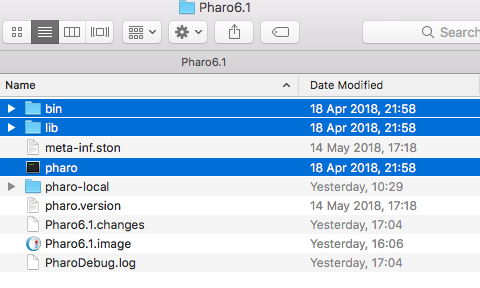 Pharo6.1
Search
Pharo6.1
Name Date Modified
bin 18 Apr 2018, 21:58
lib 18 Apr 2018, 21:58
meta-inf.ston 14 May 2018, 17:18
pharo 18 Apr 2018, 21:58
pharo-local Yesterday, 10:29
pharo.version 14 May 2018, 17:18
Pharo6.1.changes Yesterday, 17:04
Pharo6.1.image Yesterday, 16:06
PharoDebug.log Yesterday, 17:04